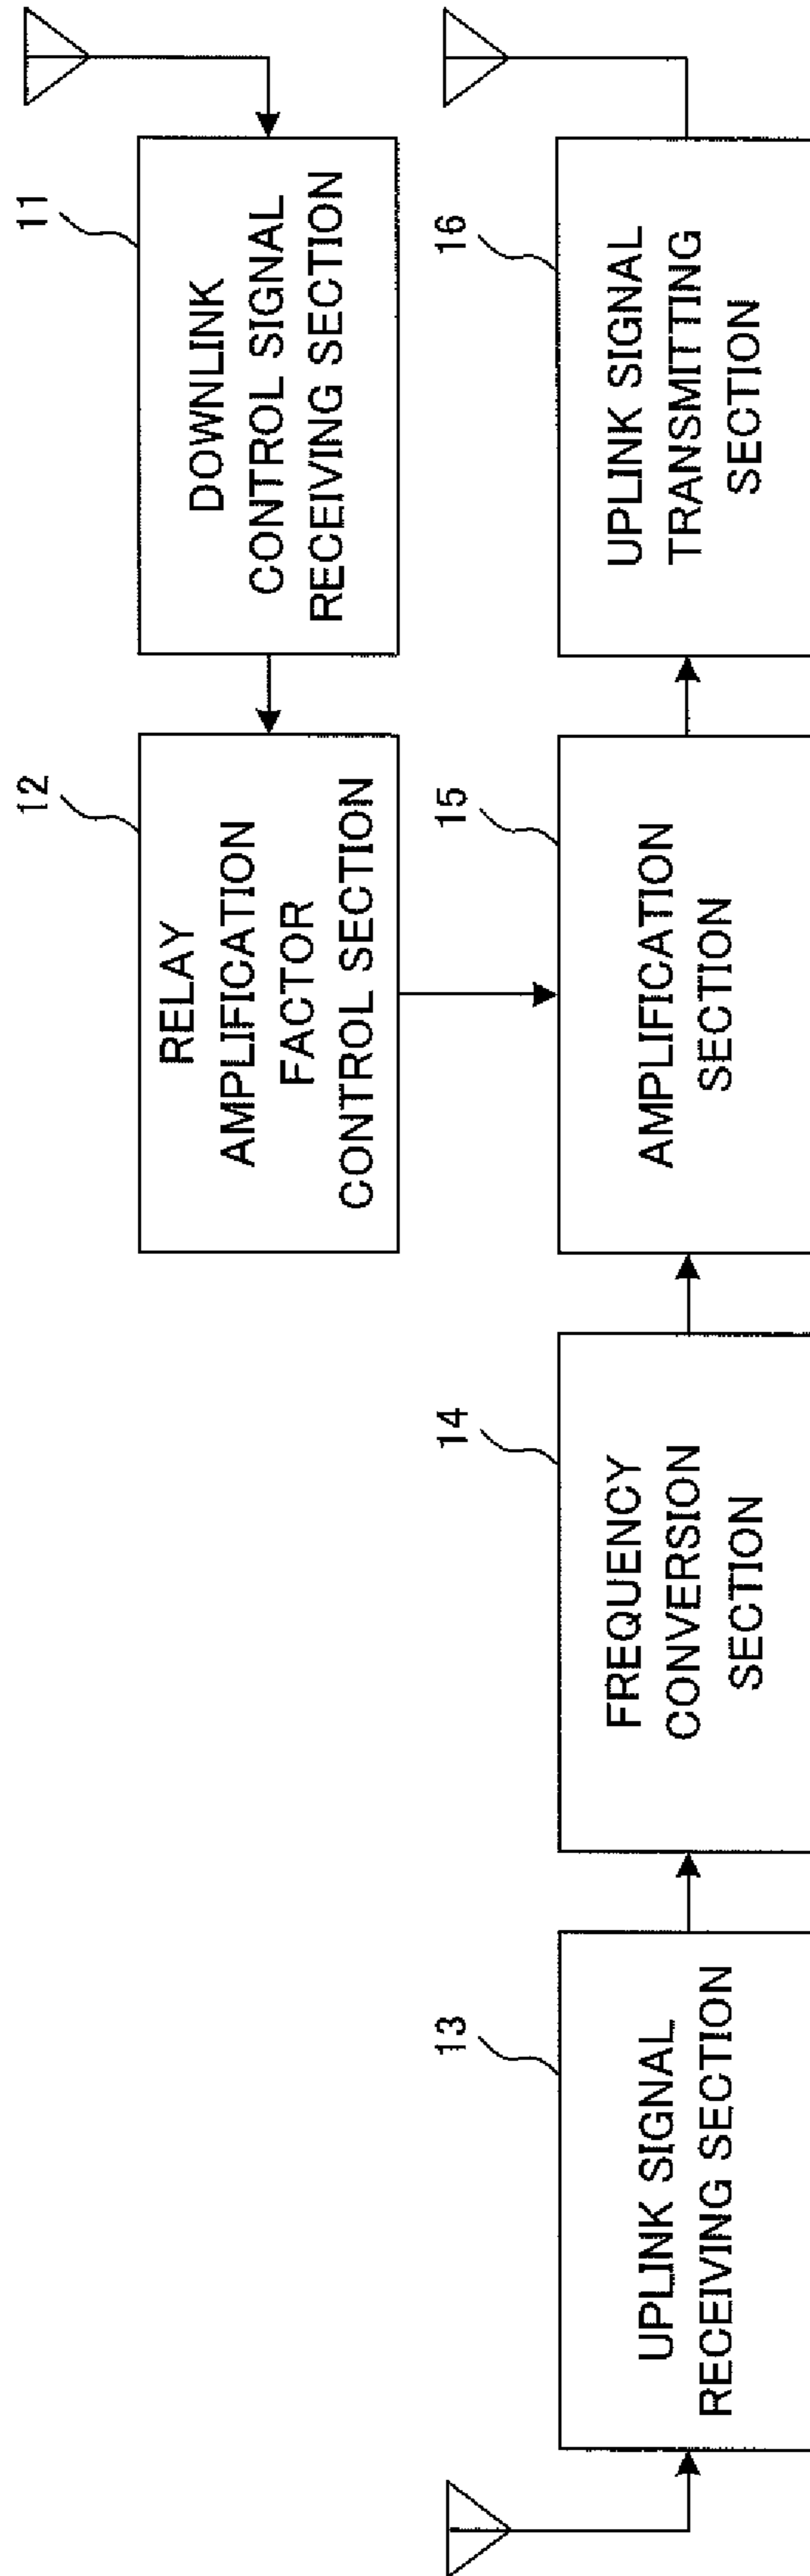 12
RELAY
AMPLIFICATION
FACTOR
CONTROL SECTION
11
DOWNLINK
CONTROL SIGNAL
RECEIVING SECTION
13
UPLINK SIGNAL
RECEIVING SECTION
14
FREQUENCY
CONVERSION
SECTION
15
AMPLIFICATION
SECTION
16
UPLINK SIGNAL
TRANSMITTING
SECTION